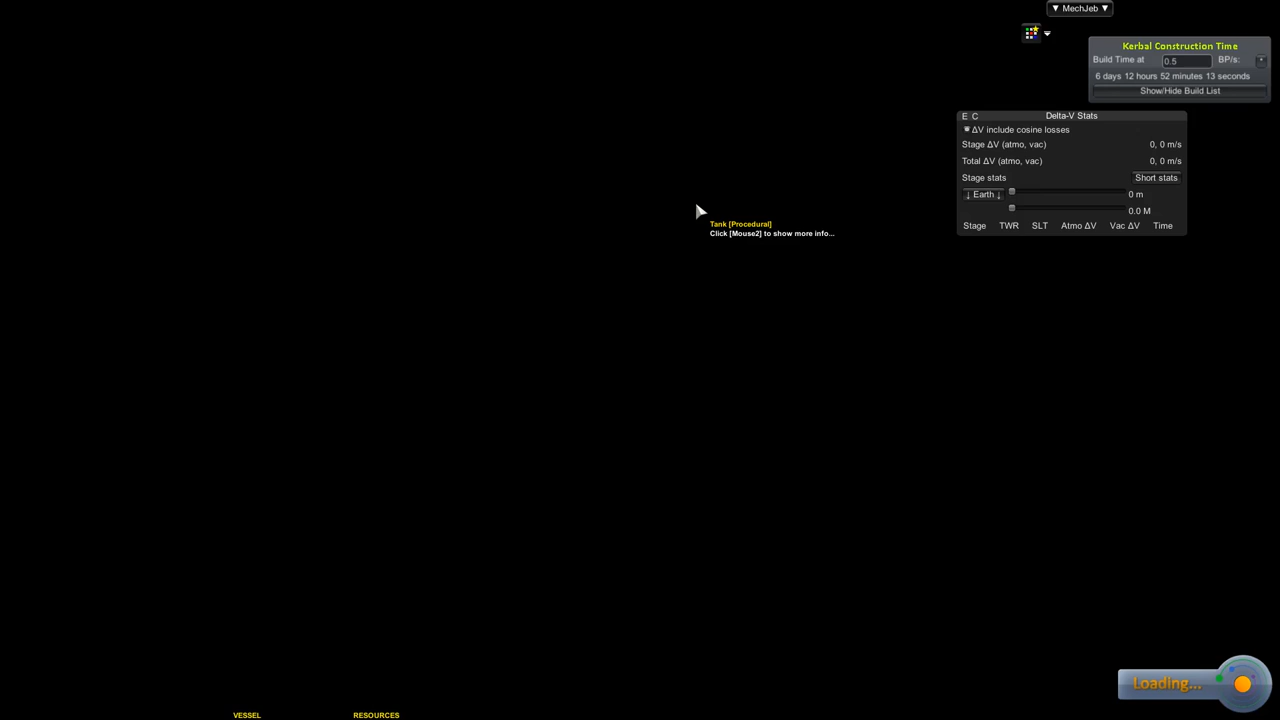 ▼ MechJeb ▼
Kerbal Construction Time
Build Time at 0.5 BP/s: *
6 days 12 hours 52 minutes 13 seconds
Show/Hide Build List
E C Delta-V Stats
ΔV include cosine losses
Stage ΔV (atmo, vac) 0, 0 m/s
Total ΔV (atmo, vac) 0, 0 m/s
Stage stats Short stats
↓ Earth ↓ 0 m
0.0 M
Stage TWR SLT Atmo ΔV Vac ΔV Time
Tank [Procedural]
Click [Mouse2] to show more info...
Loading...
VESSEL RESOURCES